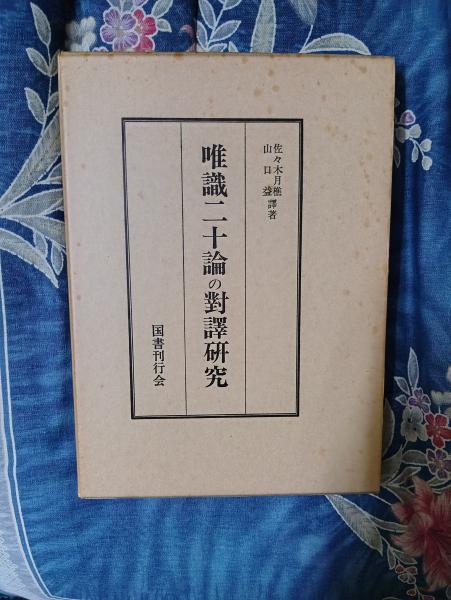 佐々木月樵
山口益 譯著
唯識二十論の對譯硏究
国書刊行会